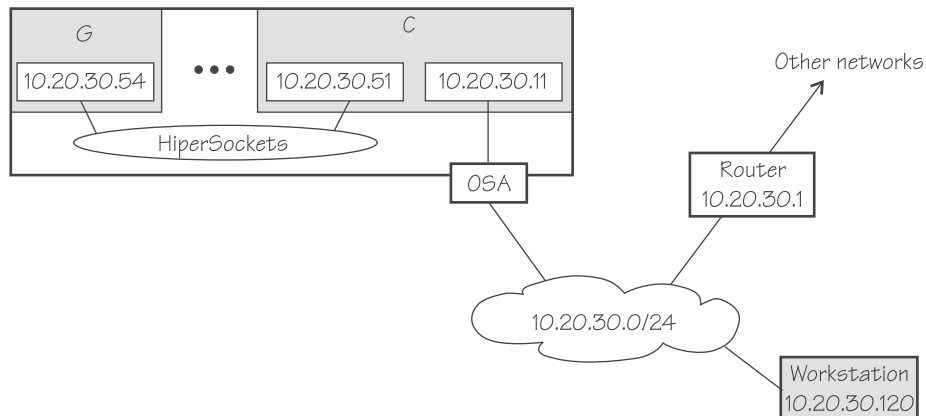 G
C
10.20.30.54
•••
10.20.30.51
10.20.30.11
Other networks
HiperSockets
Router
10.20.30.1
OSA
10.20.30.0/24
Workstation
10.20.30.120